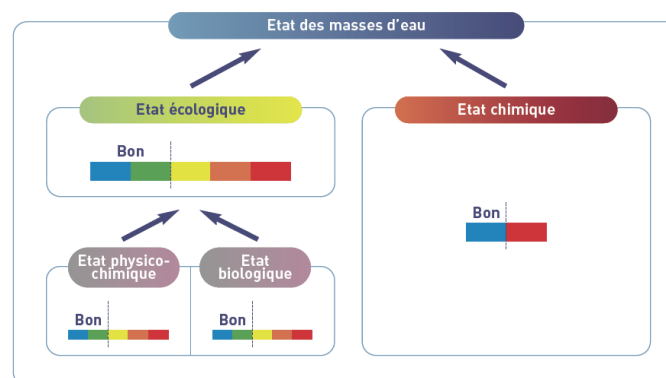 Etat des masses d'eau
Etat écologique
Etat chimique
Bon
Bon
Etat physico-
chimique
Etat
biologique
Bon
Bon